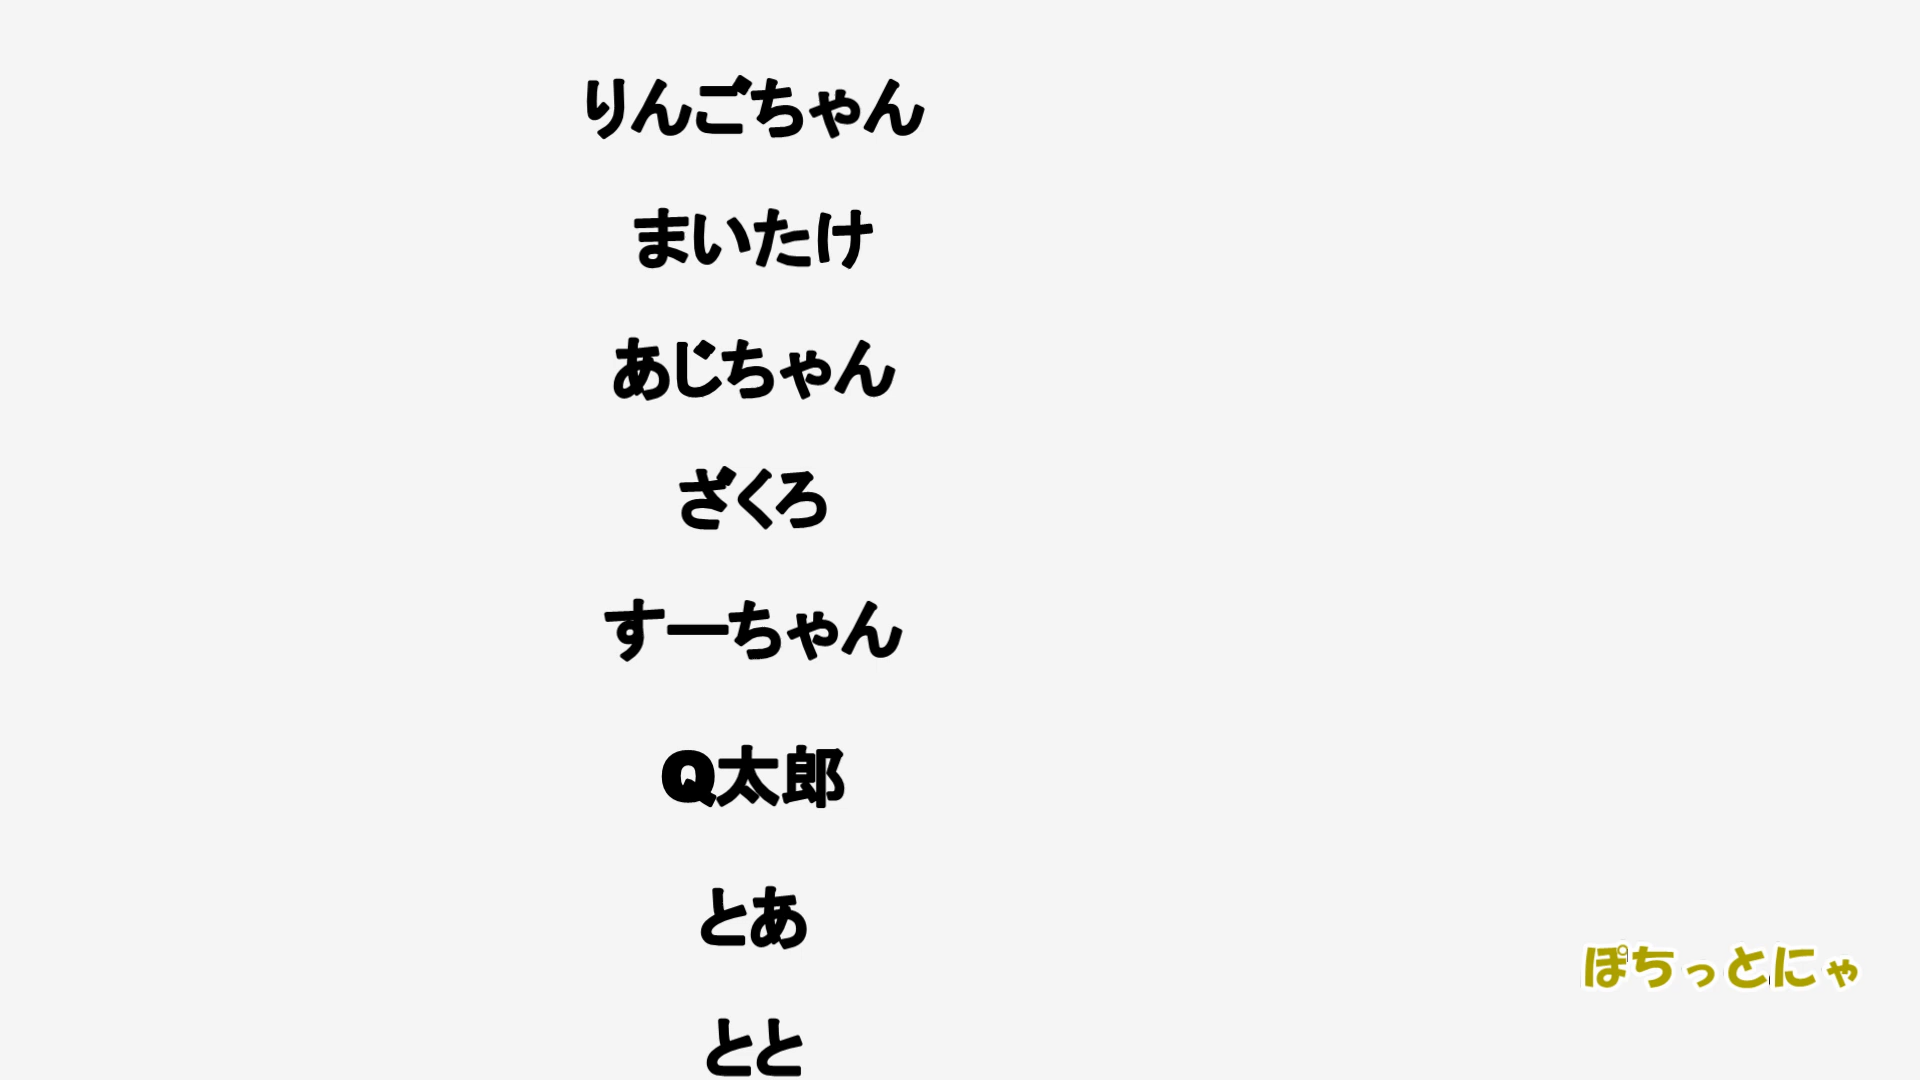 りんごちゃん
まいたけ
あじちゃん
ざくろ
すーちゃん
Q太郎
とあ
とと
ぽちっとにゃ